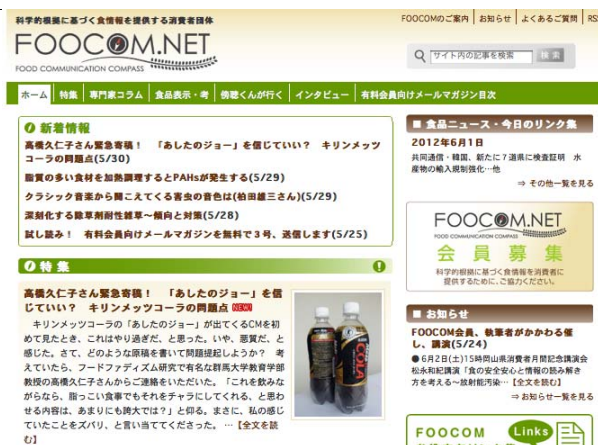 科学的根拠に基づく食情報を提供する消費者団体
FOOCOM.NET
FOOD COMMUNICATION COMPASS
FOOCOMのご案内 お知らせ よくあるご質問 RS
サイト内の記事を検索 検索
ホーム 特集 専門家コラム 食品表示・考 傍聴くんが行く インタビュー 有料会員向けメールマガジン目次
新着情報
高橋久仁子さん緊急寄稿! 「あしたのジョー」を信じていい? キリンメッツ
コーラの問題点(5/30)
脂質の多い食材を加熱調理するとPAHsが発生する(5/29)
クラシック音楽から聞こえてくる害虫の音色は(柏田雄三さん)(5/29)
深刻化する除草剤耐性雑草~傾向と対策(5/28)
試し読み! 有料会員向けメールマガジンを無料で3号、送信します(5/25)
特集
高橋久仁子さん緊急寄稿! 「あしたのジョー」を信
じていい? キリンメッツコーラの問題点 NEW!
キリンメッツコーラの「あしたのジョー」が出てくるCMを初
めて見たとき、これはやり過ぎだ、と思った。いや、悪質だ、と
感じた。さて、どのような原稿を書いて問題提起しようか? 考
えていたら、フードファディズム研究で有名な群馬大学教育学部
教授の高橋久仁子さんからご連絡をいただいた。「これを飲みな
がらなら、脂っこい食事でもそれをチャラにしてくれる、と思わ
せる内容は、あまりにも誇大では?」と仰る。まさに、私の感じ
ていたことをズバリ、と言い当ててくださった。 …【全文を読
む】
COLA
■ 食品ニュース・今日のリンク集
2012年6月1日
共同通信・韓国、新たに7道県に検査証明 水
産物の輸入規制強化…他
⇒ その他一覧を見る
FOOCOM.NET
FOOD COMMUNICATION COMPASS
会員募集
科学的根拠に基づく食情報を消費者に
提供するために、ご協力ください。
■ お知らせ
FOOCOM会員、執筆者がかかわる催
し、講演(5/24)
●6月2日(土)15時岡山県消費者月間記念講演会
松永和紀講演「食の安全安心と情報の読み解き
方を考える~放射能汚染… 【全文を読む】
⇒ お知らせ一覧を見る
FOOCOM Links